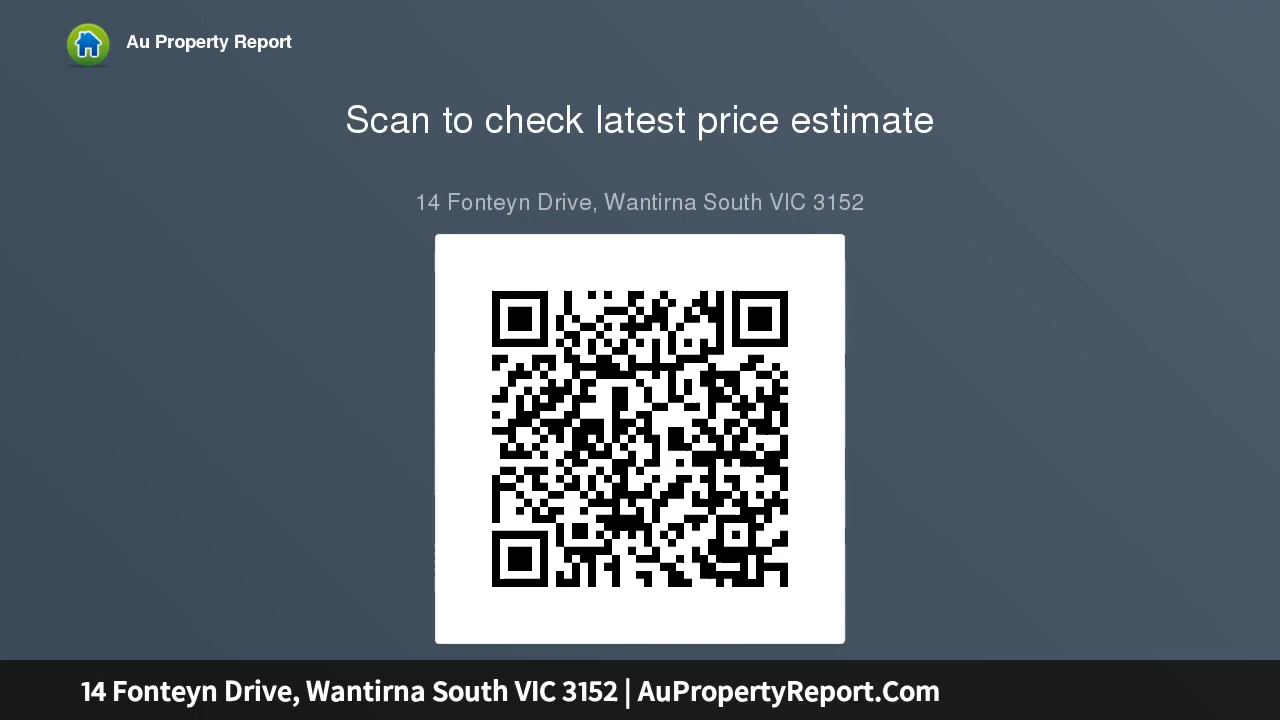 Au Property Report
Scan to check latest price estimate
14 Fonteyn Drive, Wantirna South VIC 3152
14 Fonteyn Drive, Wantirna South VIC 3152 | AuPropertyReport.Com